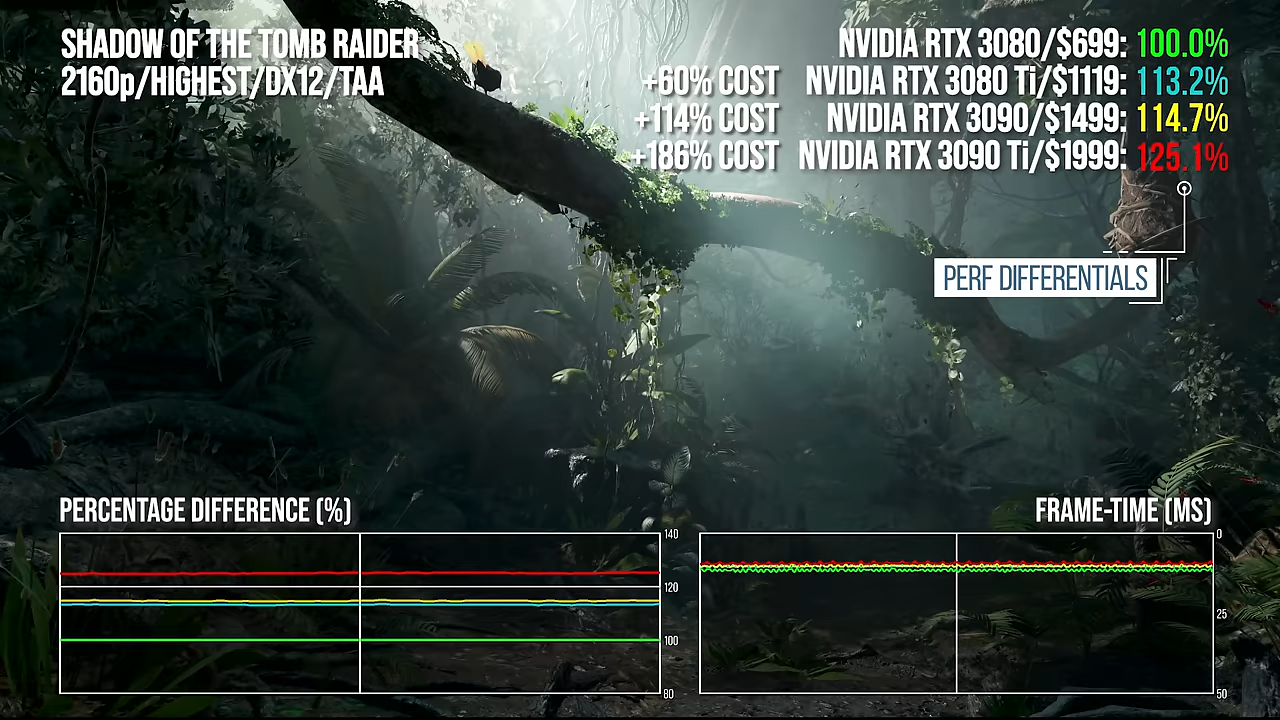 SHADOW OF THE TOMB RAIDER
2160p/HIGHEST/DX12/TAA
NVIDIA RTX 3080/$699: 100.0%
+60% COST NVIDIA RTX 3080 Ti/$1119: 113.2%
+114% COST NVIDIA RTX 3090/$1499: 114.7%
+186% COST NVIDIA RTX 3090 Ti/$1999: 125.1%
PERF DIFFERENTIALS
PERCENTAGE DIFFERENCE (%)
140
120
100
80
FRAME-TIME (MS)
0
25
50